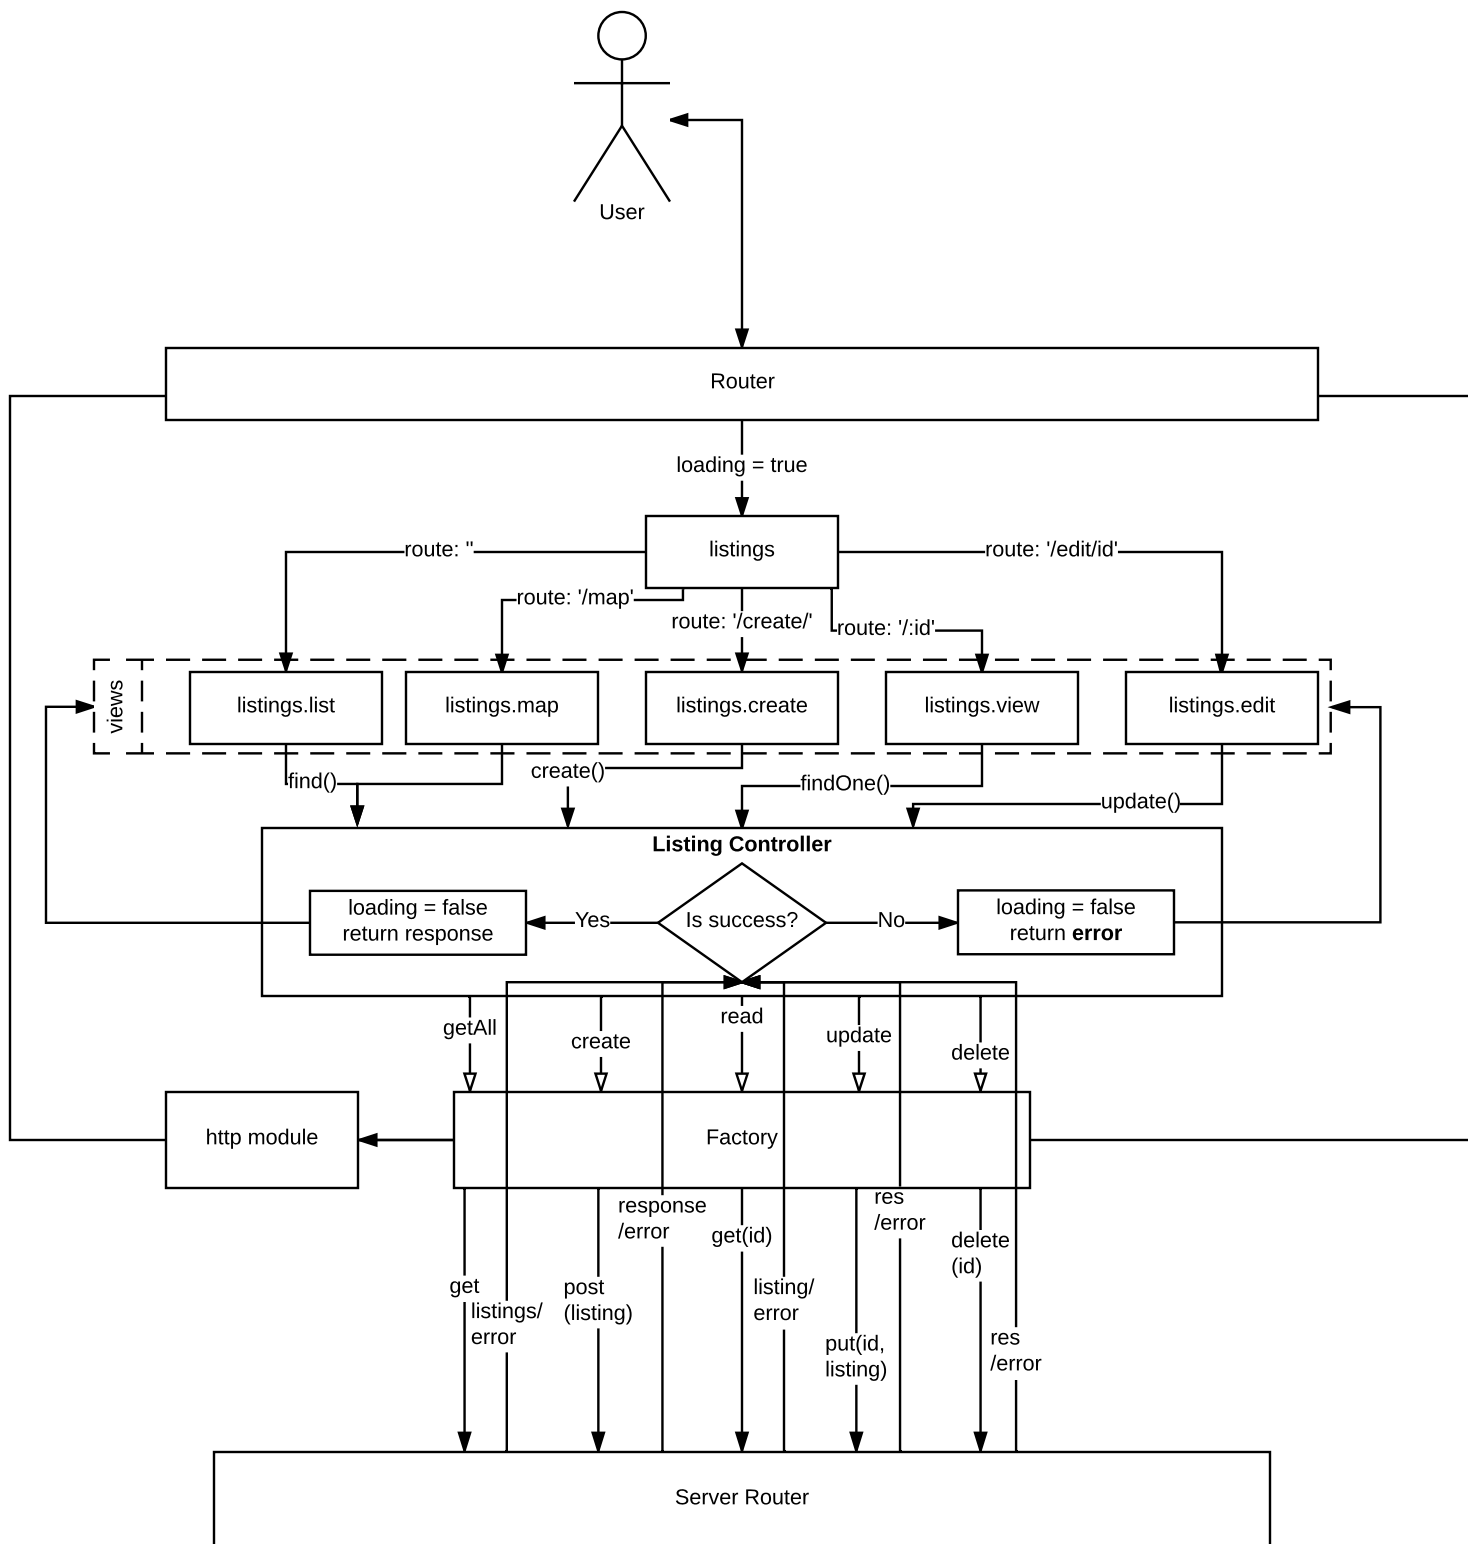 User
Router
loading = true
listings
route: ''
route: '/edit/id'
route: '/map'
route: '/create/'
route: '/:id'
views
listings.list
listings.map
listings.create
listings.view
listings.edit
find()
create()
findOne()
update()
Listing Controller
loading = false
return response
Yes
Is success?
No
loading = false
return error
getAll
create
read
update
delete
http module
Factory
response
/error
get(id)
res
/error
delete
(id)
get
listings/
error
post
(listing)
listing/
error
put(id,
listing)
res
/error
Server Router